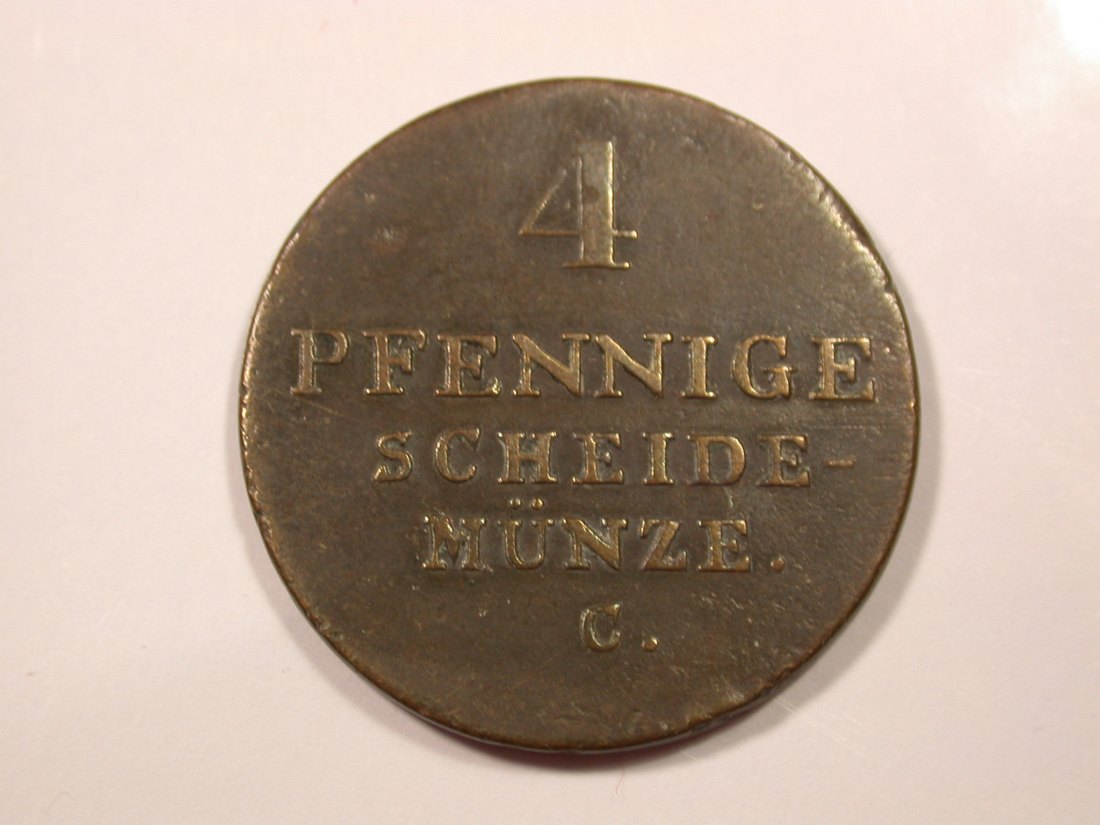 4
PFENNIGE
SCHEIDE-
MÜNZE.
C.